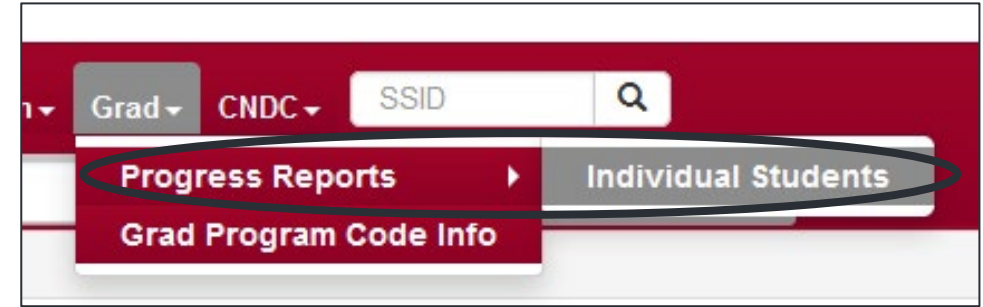 Grad CNDC SSID
Progress Reports Individual Students
Grad Program Code Info